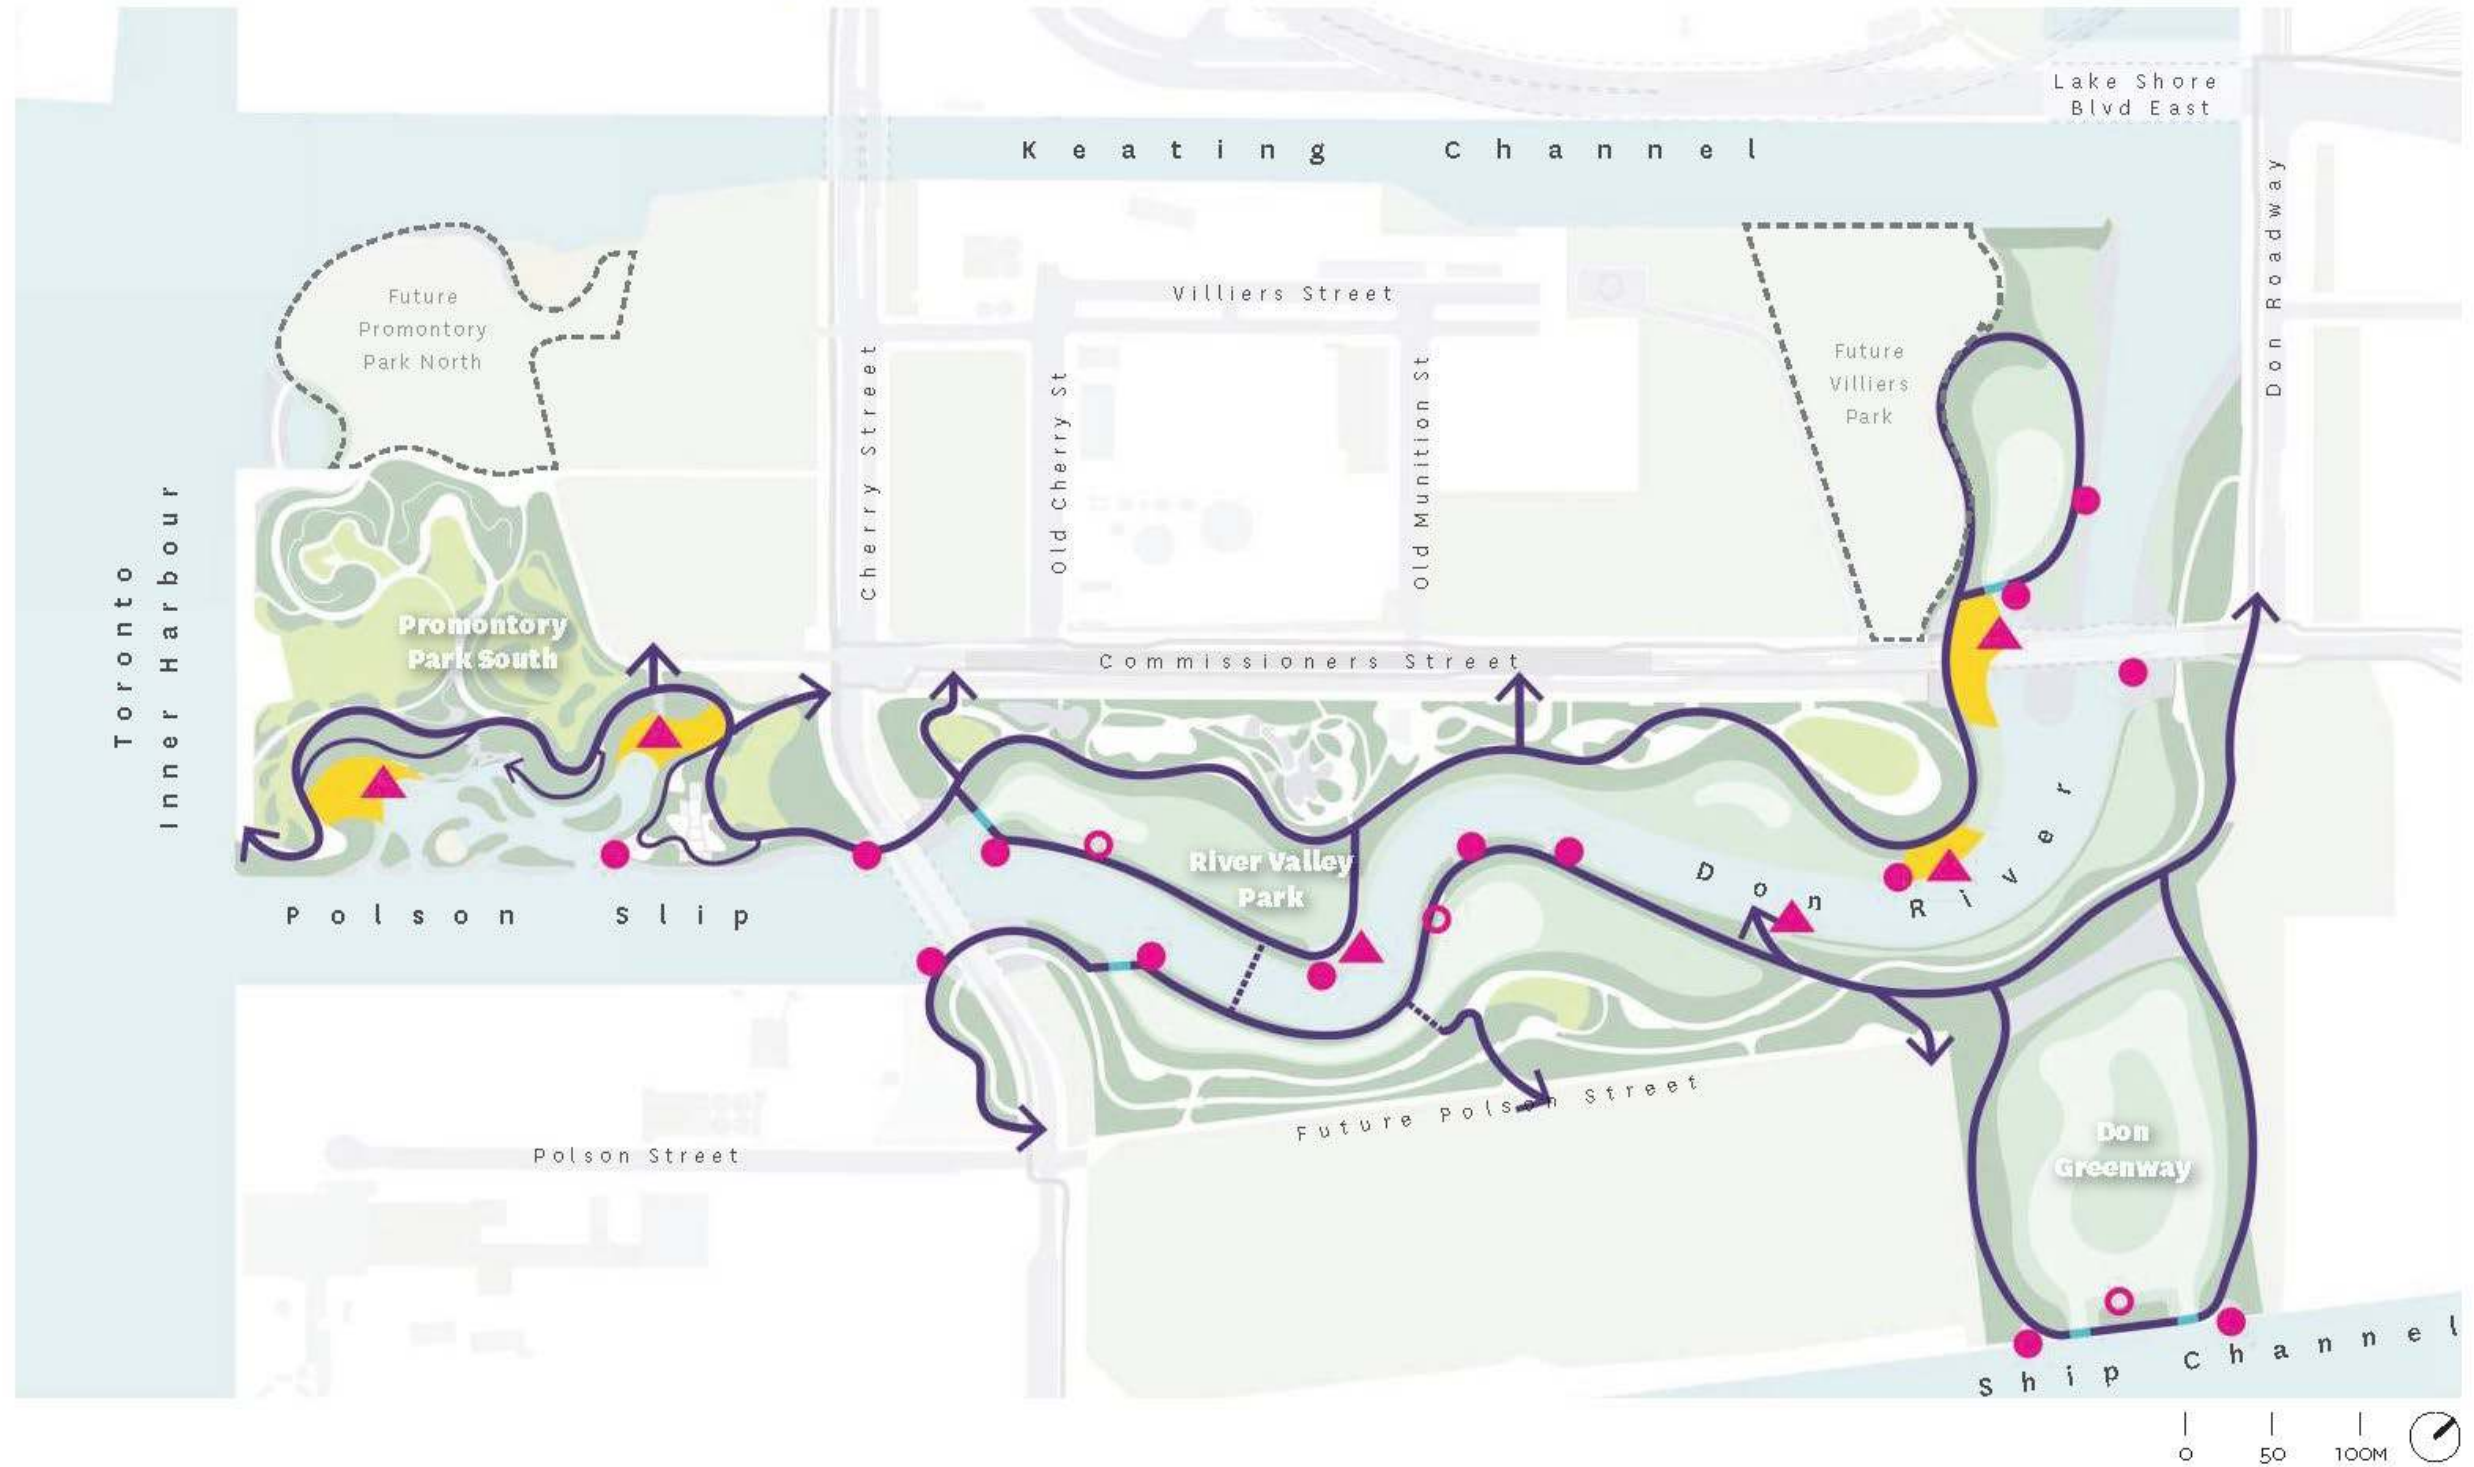 Lake Shore
Blvd East
Keating Channel
Don Roadway
Future
Promontory
Park North
Villiers Street
Future
Villiers
Park
Cherry Street
Old Cherry St
Old Munition St
Toronto
Inner Harbour
Promontory
Park South
Commissioners Street
River Valley
Park
Don River
Polson Slip
Future Polson Street
Polson Street
Don
Greenway
Ship Channel
0 50 100M